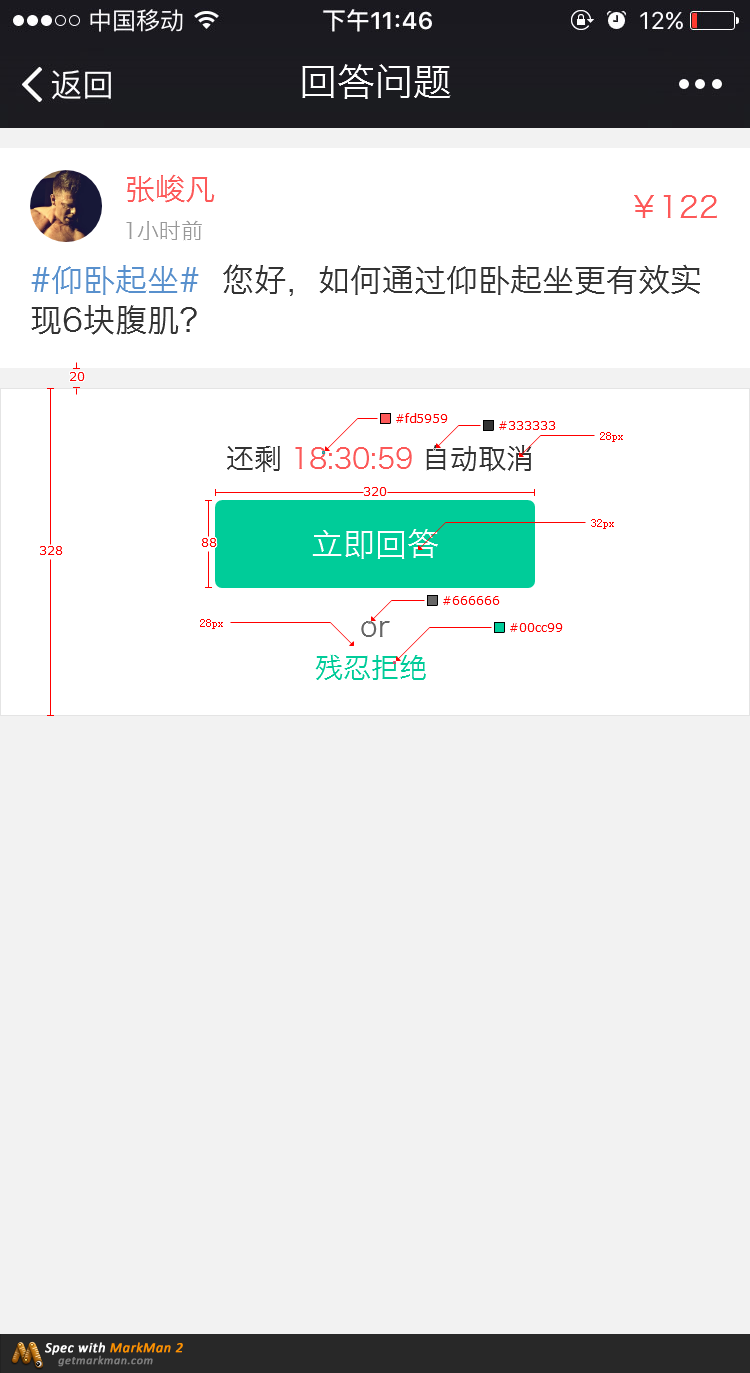 中国移动 下午11:46 12%
返回 回答问题
张峻凡
1小时前 ¥122
#仰卧起坐# 您好，如何通过仰卧起坐更有效实
现6块腹肌?
20
#fd5959 #333333 28px
还剩 18:30:59 自动取消
320
88 立即回答 32px
328
#666666
28px or #00cc99
残忍拒绝
Spec with MarkMan 2
getmarkman.com